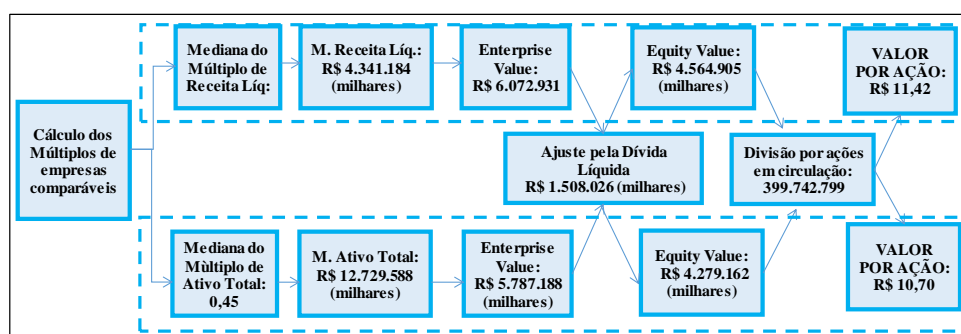 Mediana do
Múltiplo de
Receita Líq:
M. Receita Líq.:
R$ 4.341.184
(milhares)
Enterprise
Value:
R$ 6.072.931
Equity Value:
R$ 4.564.905
(milhares)
VALOR
POR AÇÃO:
R$ 11,42
Cálculo dos
Múltiplos de
empresas
comparáveis
Ajuste pela Dívida
Líquida
R$ 1.508.026 (milhares)
Divisão por ações
em circulação:
399.742.799
Mediana do
Mùltiplo de
Ativo Total:
0,45
M. Ativo Total:
R$ 12.729.588
(milhares)
Enterprise
Value:
R$ 5.787.188
(milhares)
Equity Value:
R$ 4.279.162
(milhares)
VALOR
POR AÇÃO:
R$ 10,70